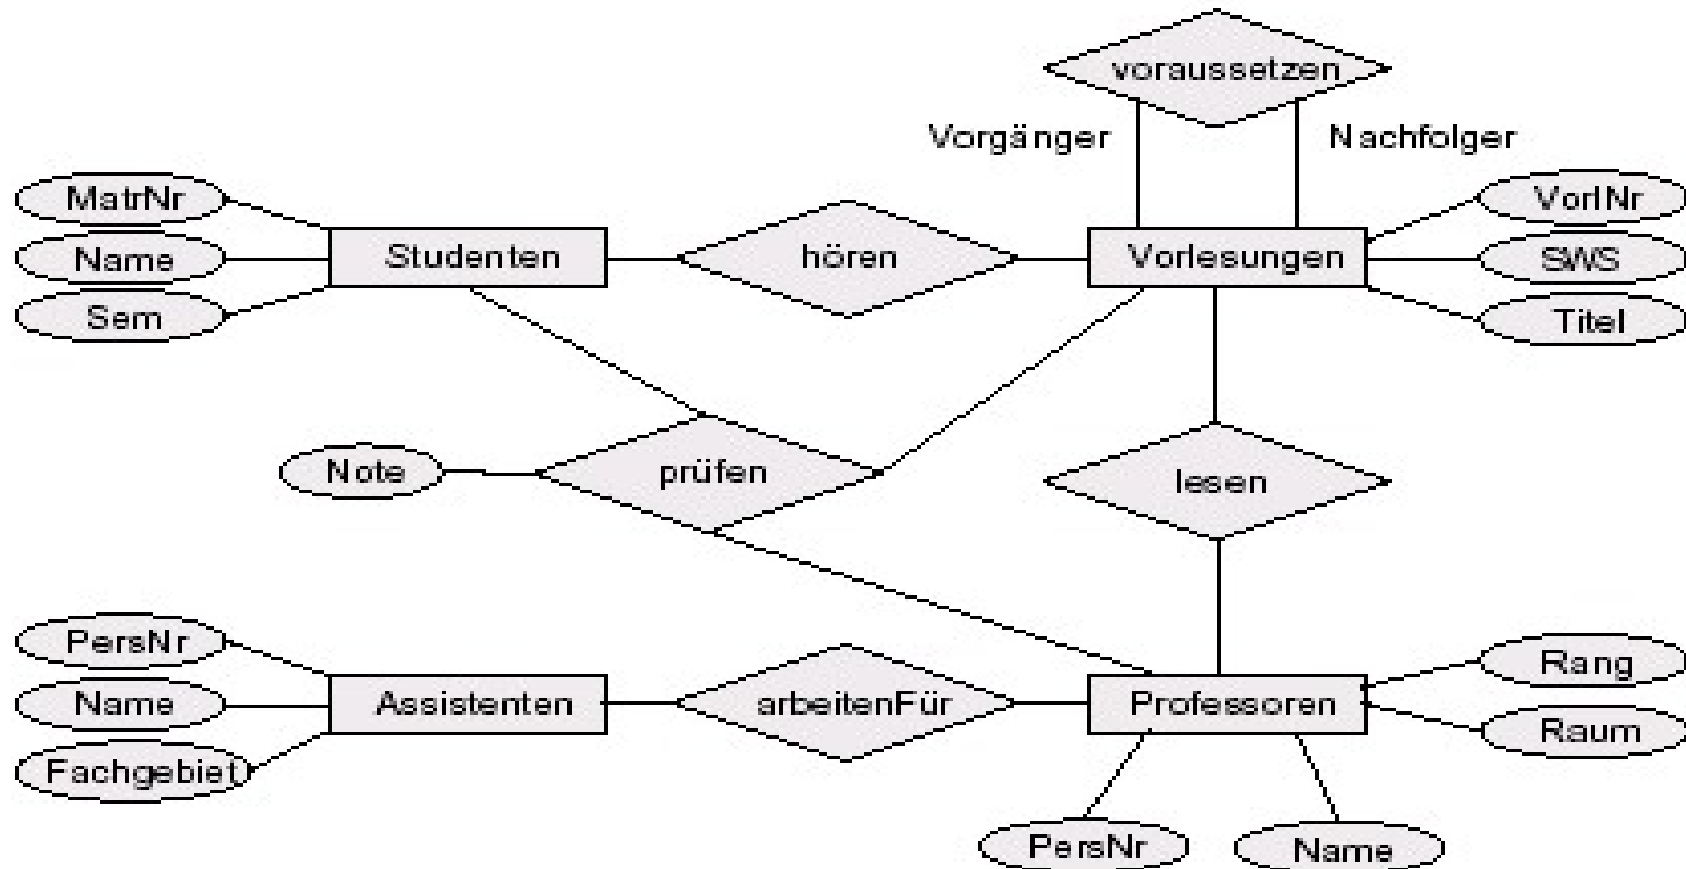 voraussetzen
Vorgänger
Nachfolger
MatrNr
Name
Sem
Studenten
hören
Vorlesungen
VorlNr
SWS
Titel
Note
prüfen
lesen
PersNr
Name
Fachgebiet
Assistenten
arbeitenFür
Professoren
Rang
Raum
PersNr
Name